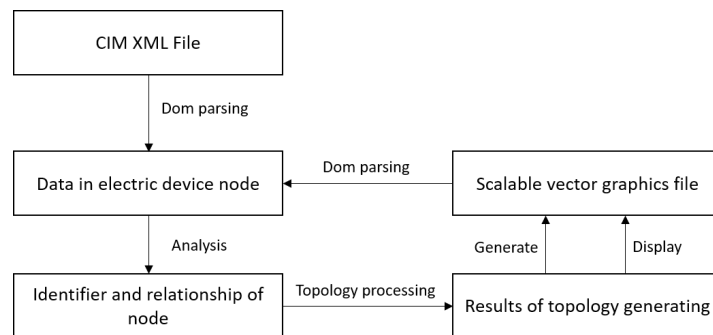 CIM XML File
Dom parsing
Data in electric device node
Dom parsing
Scalable vector graphics file
Analysis
Generate
Display
Identifier and relationship of
node
Topology processing
Results of topology generating